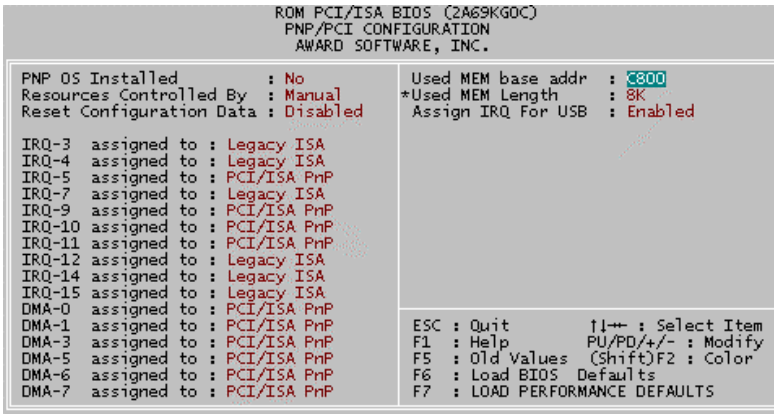 ROM PCI/ISA BIOS (2A69KG0C)
PNP/PCI CONFIGURATION
AWARD SOFTWARE, INC.
PNP OS Installed : No
Resources Controlled By : Manual
Reset Configuration Data : Disabled
IRQ-3 assigned to : Legacy ISA
IRQ-4 assigned to : Legacy ISA
IRQ-5 assigned to : PCI/ISA PnP
IRQ-7 assigned to : Legacy ISA
IRQ-9 assigned to : PCI/ISA PnP
IRQ-10 assigned to : PCI/ISA PnP
IRQ-11 assigned to : PCI/ISA PnP
IRQ-12 assigned to : Legacy ISA
IRQ-14 assigned to : Legacy ISA
IRQ-15 assigned to : Legacy ISA
DMA-0 assigned to : PCI/ISA PnP
DMA-1 assigned to : PCI/ISA PnP
DMA-3 assigned to : PCI/ISA PnP
DMA-5 assigned to : PCI/ISA PnP
DMA-6 assigned to : PCI/ISA PnP
DMA-7 assigned to : PCI/ISA PnP
Used MEM base addr : C800
*Used MEM Length : 8K
Assign IRQ For USB : Enabled
ESC : Quit ↑↓→← : Select Item
F1 : Help PU/PD/+/- : Modify
F5 : Old Values (Shift)F2 : Color
F6 : Load BIOS Defaults
F7 : LOAD PERFORMANCE DEFAULTS